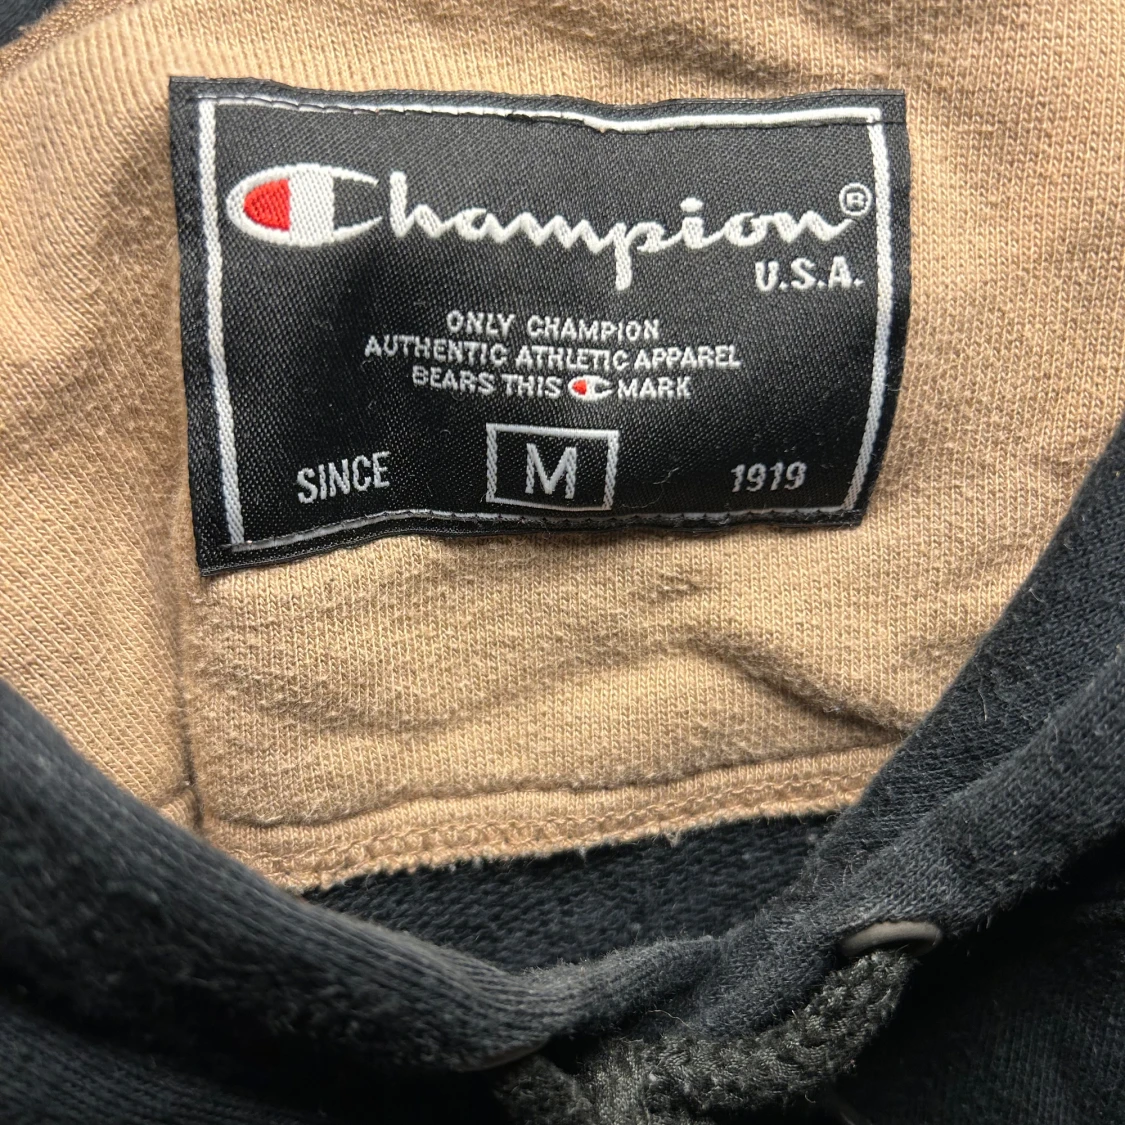 Champion®
U.S.A.
ONLY CHAMPION
AUTHENTIC ATHLETIC APPAREL
BEARS THIS C MARK
SINCE M 1919